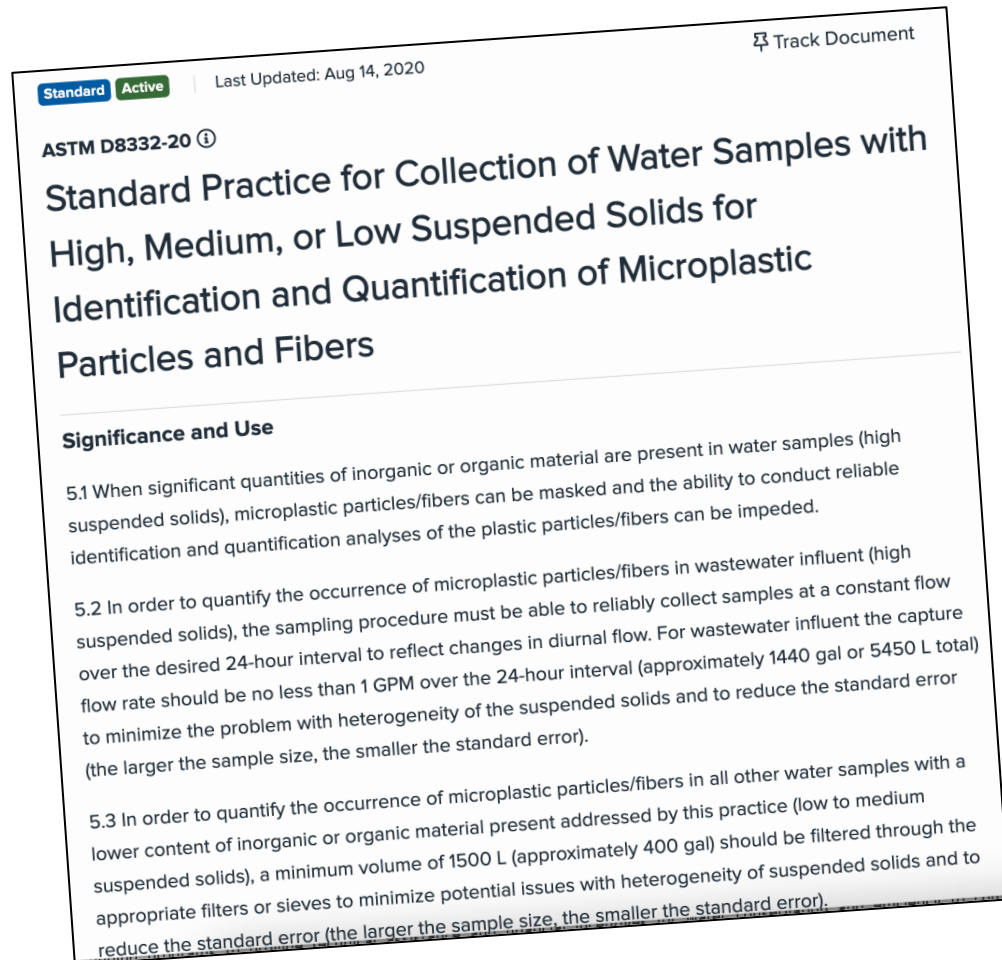 Standard Active Last Updated: Aug 14, 2020 Track Document
ASTM D8332-20
Standard Practice for Collection of Water Samples with
High, Medium, or Low Suspended Solids for
Identification and Quantification of Microplastic
Particles and Fibers
Significance and Use
5.1 When significant quantities of inorganic or organic material are present in water samples (high
suspended solids), microplastic particles/fibers can be masked and the ability to conduct reliable
identification and quantification analyses of the plastic particles/fibers can be impeded.
5.2 In order to quantify the occurrence of microplastic particles/fibers in wastewater influent (high
suspended solids), the sampling procedure must be able to reliably collect samples at a constant flow
over the desired 24-hour interval to reflect changes in diurnal flow. For wastewater influent the capture
flow rate should be no less than 1 GPM over the 24-hour interval (approximately 1440 gal or 5450 L total)
to minimize the problem with heterogeneity of the suspended solids and to reduce the standard error
(the larger the sample size, the smaller the standard error).
5.3 In order to quantify the occurrence of microplastic particles/fibers in all other water samples with a
lower content of inorganic or organic material present addressed by this practice (low to medium
suspended solids), a minimum volume of 1500 L (approximately 400 gal) should be filtered through the
appropriate filters or sieves to minimize potential issues with heterogeneity of suspended solids and to
reduce the standard error (the larger the sample size, the smaller the standard error).